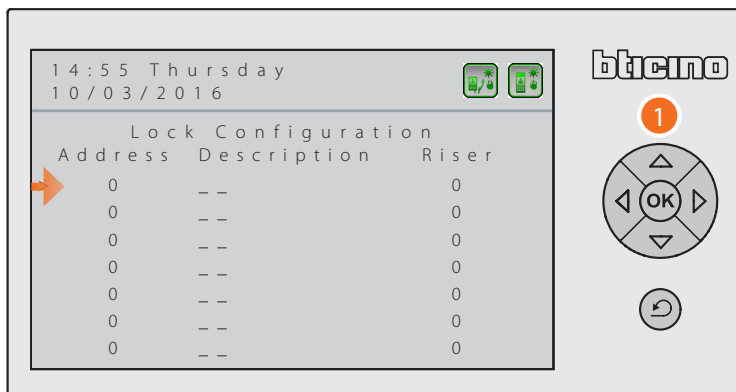 14:55 Thursday
10/03/2016
bticino
1
Lock Configuration
Address Description Riser
0 _ _ 0
0 _ _ 0
0 _ _ 0
0 _ _ 0
0 _ _ 0
0 _ _ 0
0 _ _ 0
OK